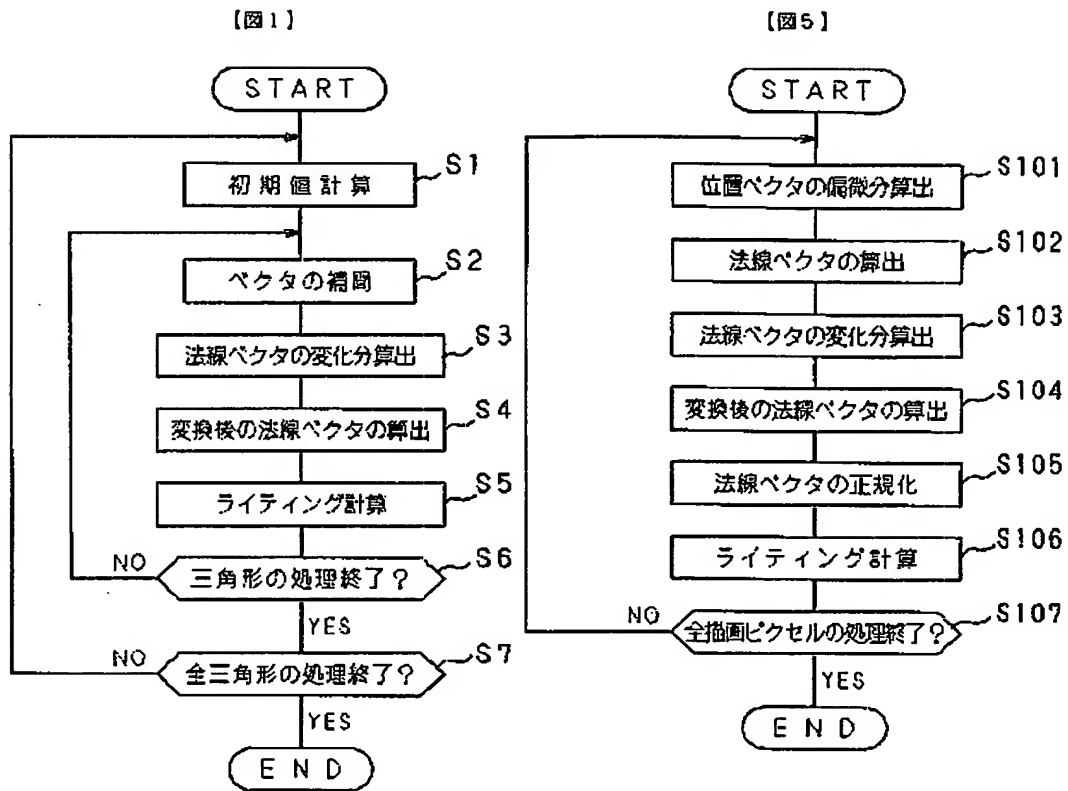 【図1】
START
初期値計算
S1
ベクタの補間
S2
法線ベクタの変化分算出
S3
変換後の法線ベクタの算出
S4
ライティング計算
S5
三角形の処理終了?
S6
NO
YES
全三角形の処理終了?
S7
NO
YES
END
【図5】
START
位置ベクタの偏微分算出
S101
法線ベクタの算出
S102
法線ベクタの変化分算出
S103
変換後の法線ベクタの算出
S104
法線ベクタの正規化
S105
ライティング計算
S106
全描画ピクセルの処理終了?
S107
NO
YES
END